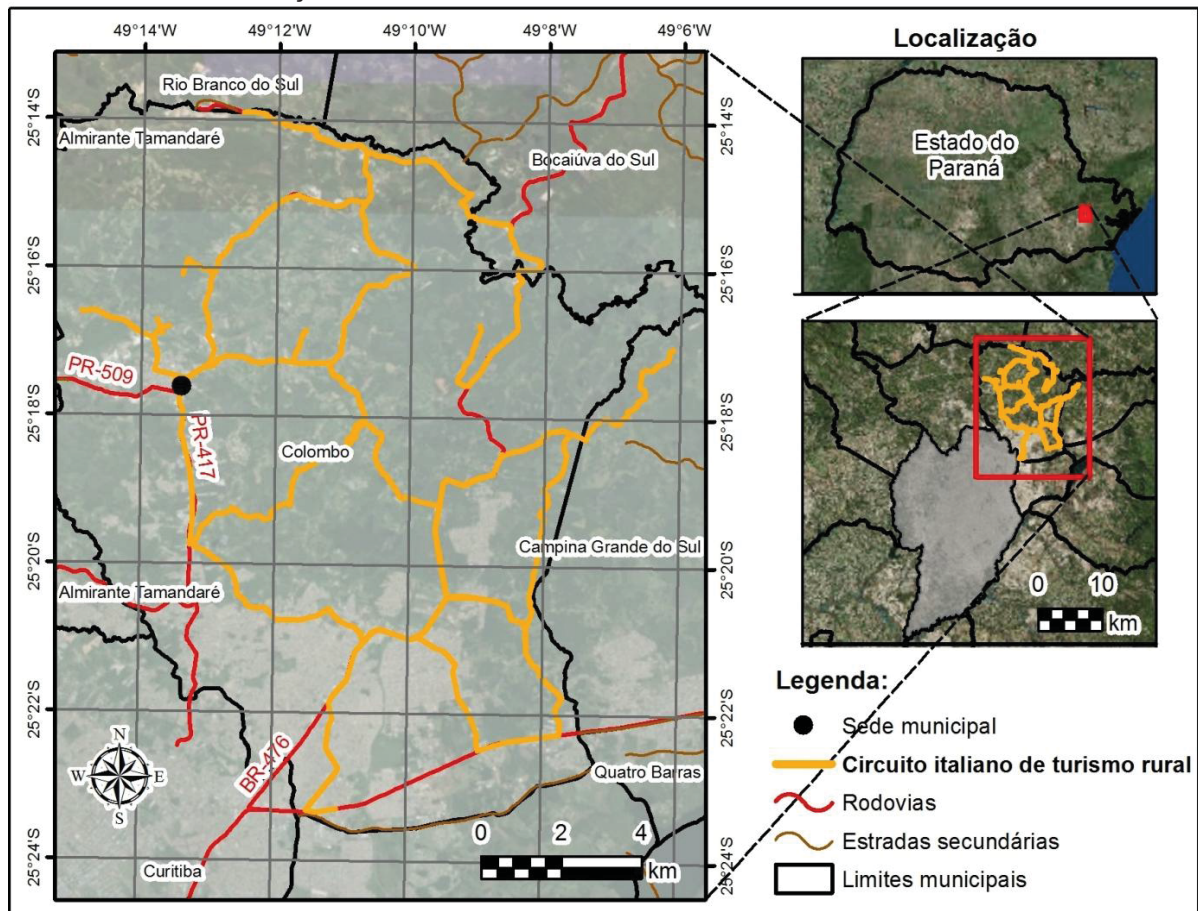 49°14'W
49°12'W
49°10'W
49°8'W
49°6'W
Rio Branco do Sul
25°14'S
25°14'S
Almirante Tamandaré
Bocaiúva do Sul
25°16'S
25°16'S
PR-509
25°18'S
25°18'S
PR-417
Colombo
25°20'S
25°20'S
Campina Grande do Sul
Almirante Tamandaré
25°22'S
25°22'S
BR-476
Quatro Barras
N
W
E
S
25°24'S
25°24'S
Curitiba
0 2 4
km
Localização
Estado do
Paraná
0 10
km
Legenda:
Sede municipal
Circuito italiano de turismo rural
Rodovias
Estradas secundárias
Limites municipais